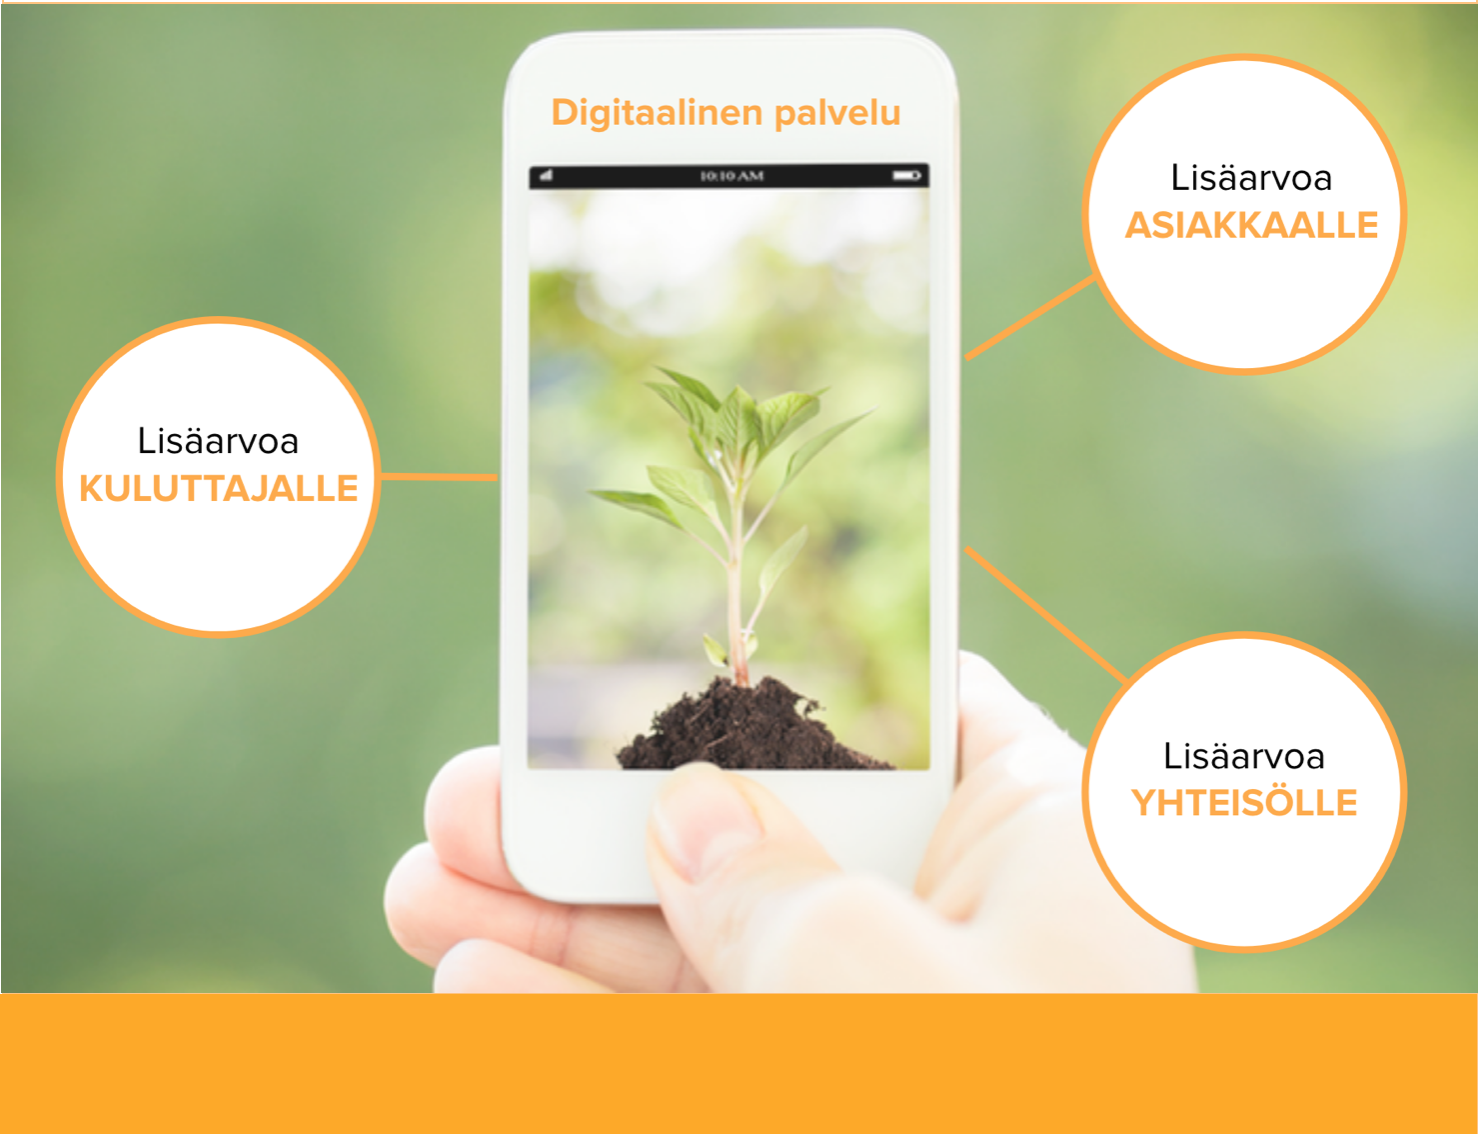 Digitaalinen palvelu
10:10 AM
Lisäarvoa
ASIAKKAALLE
Lisäarvoa
KULUTTAJALLE
Lisäarvoa
YHTEISÖLLE